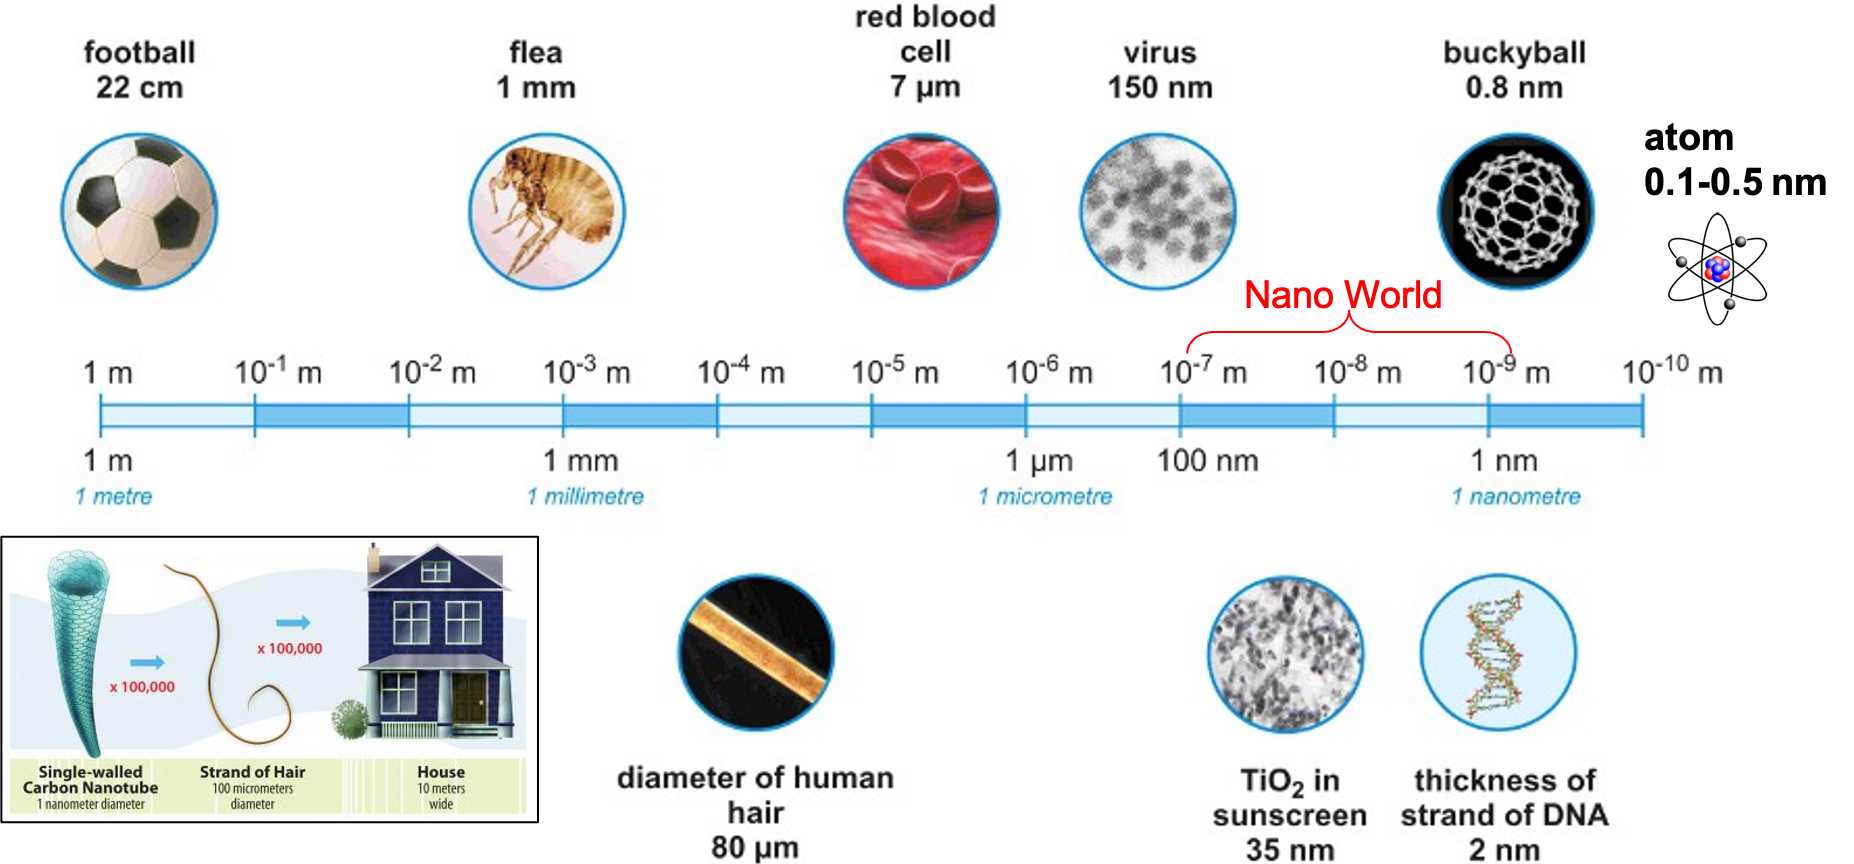 football
22 cm
flea
1 mm
red blood
cell
7 µm
virus
150 nm
buckyball
0.8 nm
atom
0.1-0.5 nm
Nano World
1 m
10⁻¹ m
10⁻² m
10⁻³ m
10⁻⁴ m
10⁻⁵ m
10⁻⁶ m
10⁻⁷ m
10⁻⁸ m
10⁻⁹ m
10⁻¹⁰ m
1 m
1 metre
1 mm
1 millimetre
1 µm
1 micrometre
100 nm
1 nm
1 nanometre
x 100,000
x 100,000
Single-walled
Carbon Nanotube
1 nanometer diameter
Strand of Hair
100 micrometers
diameter
House
10 meters
wide
diameter of human
hair
80 µm
TiO₂ in
sunscreen
35 nm
thickness of
strand of DNA
2 nm